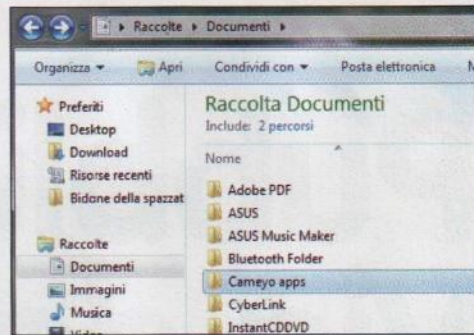 Raccolte Documenti
Organizza Apri Condividi con Posta elettronica
Preferiti
Desktop
Download
Risorse recenti
Bidone della spazzat
Raccolte
Documenti
Immagini
Musica
Video
Raccolta Documenti
Include: 2 percorsi
Nome
Adobe PDF
ASUS
ASUS Music Maker
Bluetooth Folder
Cameyo apps
CyberLink
InstantCDDVD